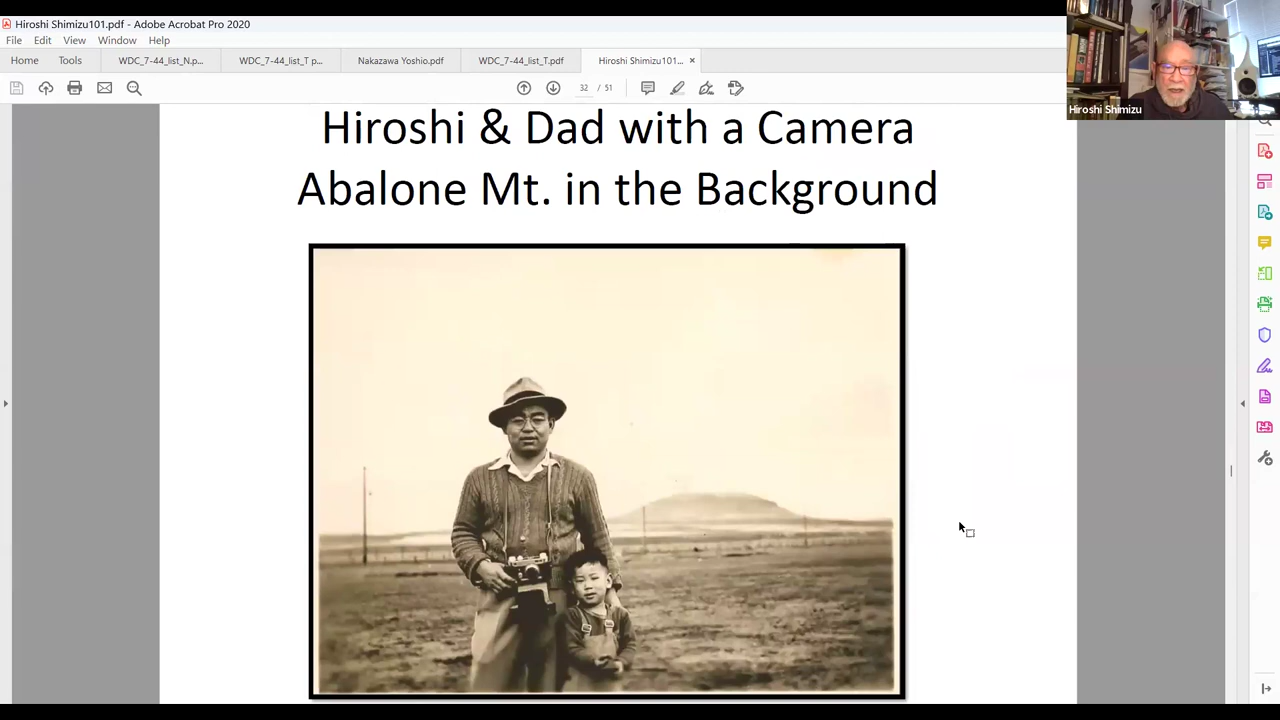 Hiroshi Shimizu101.pdf - Adobe Acrobat Pro 2020
File Edit View Window Help
Home Tools WDC_7-44_list_N.p... WDC_7-44_list_T p... Nakazawa Yoshio.pdf WDC_7-44_list_T.pdf Hiroshi Shimizu101... ×
32 / 51
Hiroshi Shimizu
Hiroshi & Dad with a Camera
Abalone Mt. in the Background